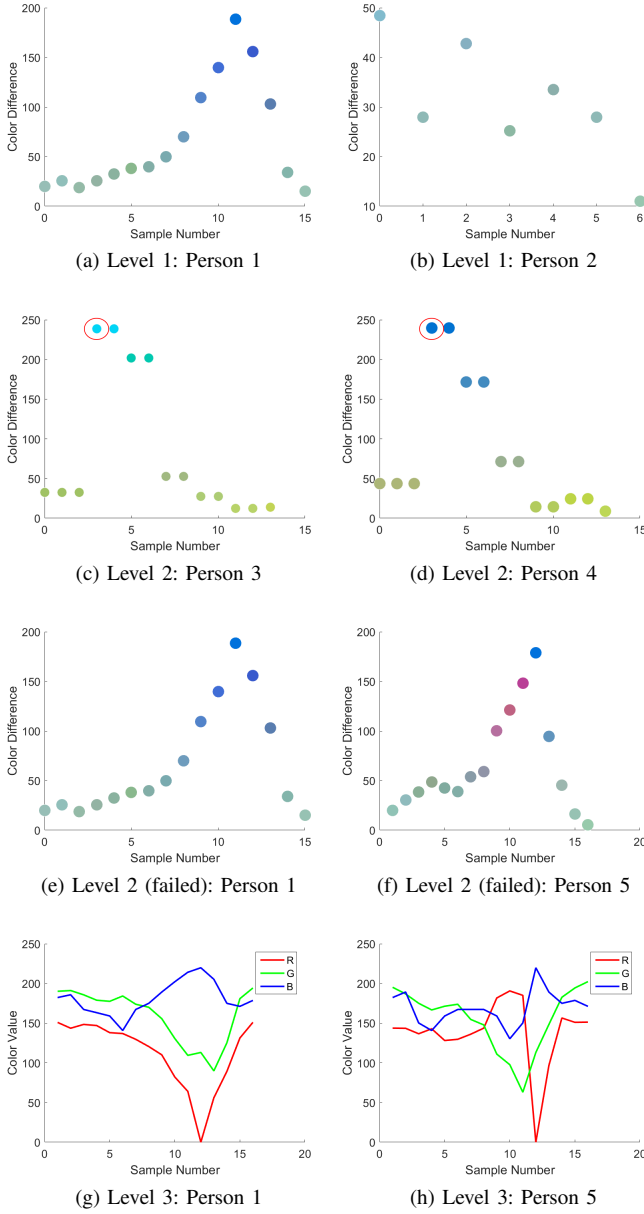 200
150
100
50
0
Color Difference
0 5 10 15
Sample Number
(a) Level 1: Person 1
50
40
30
20
10
Color Difference
0 1 2 3 4 5 6
Sample Number
(b) Level 1: Person 2
250
200
150
100
50
0
Color Difference
0 5 10 15
Sample Number
(c) Level 2: Person 3
250
200
150
100
50
0
Color Difference
0 5 10 15
Sample Number
(d) Level 2: Person 4
200
150
100
50
0
Color Difference
0 5 10 15
Sample Number
(e) Level 2 (failed): Person 1
200
150
100
50
0
Color Difference
0 5 10 15 20
Sample Number
(f) Level 2 (failed): Person 5
250
200
150
100
50
0
Color Value
R
G
B
0 5 10 15 20
Sample Number
(g) Level 3: Person 1
250
200
150
100
50
0
Color Value
R
G
B
0 5 10 15 20
Sample Number
(h) Level 3: Person 5